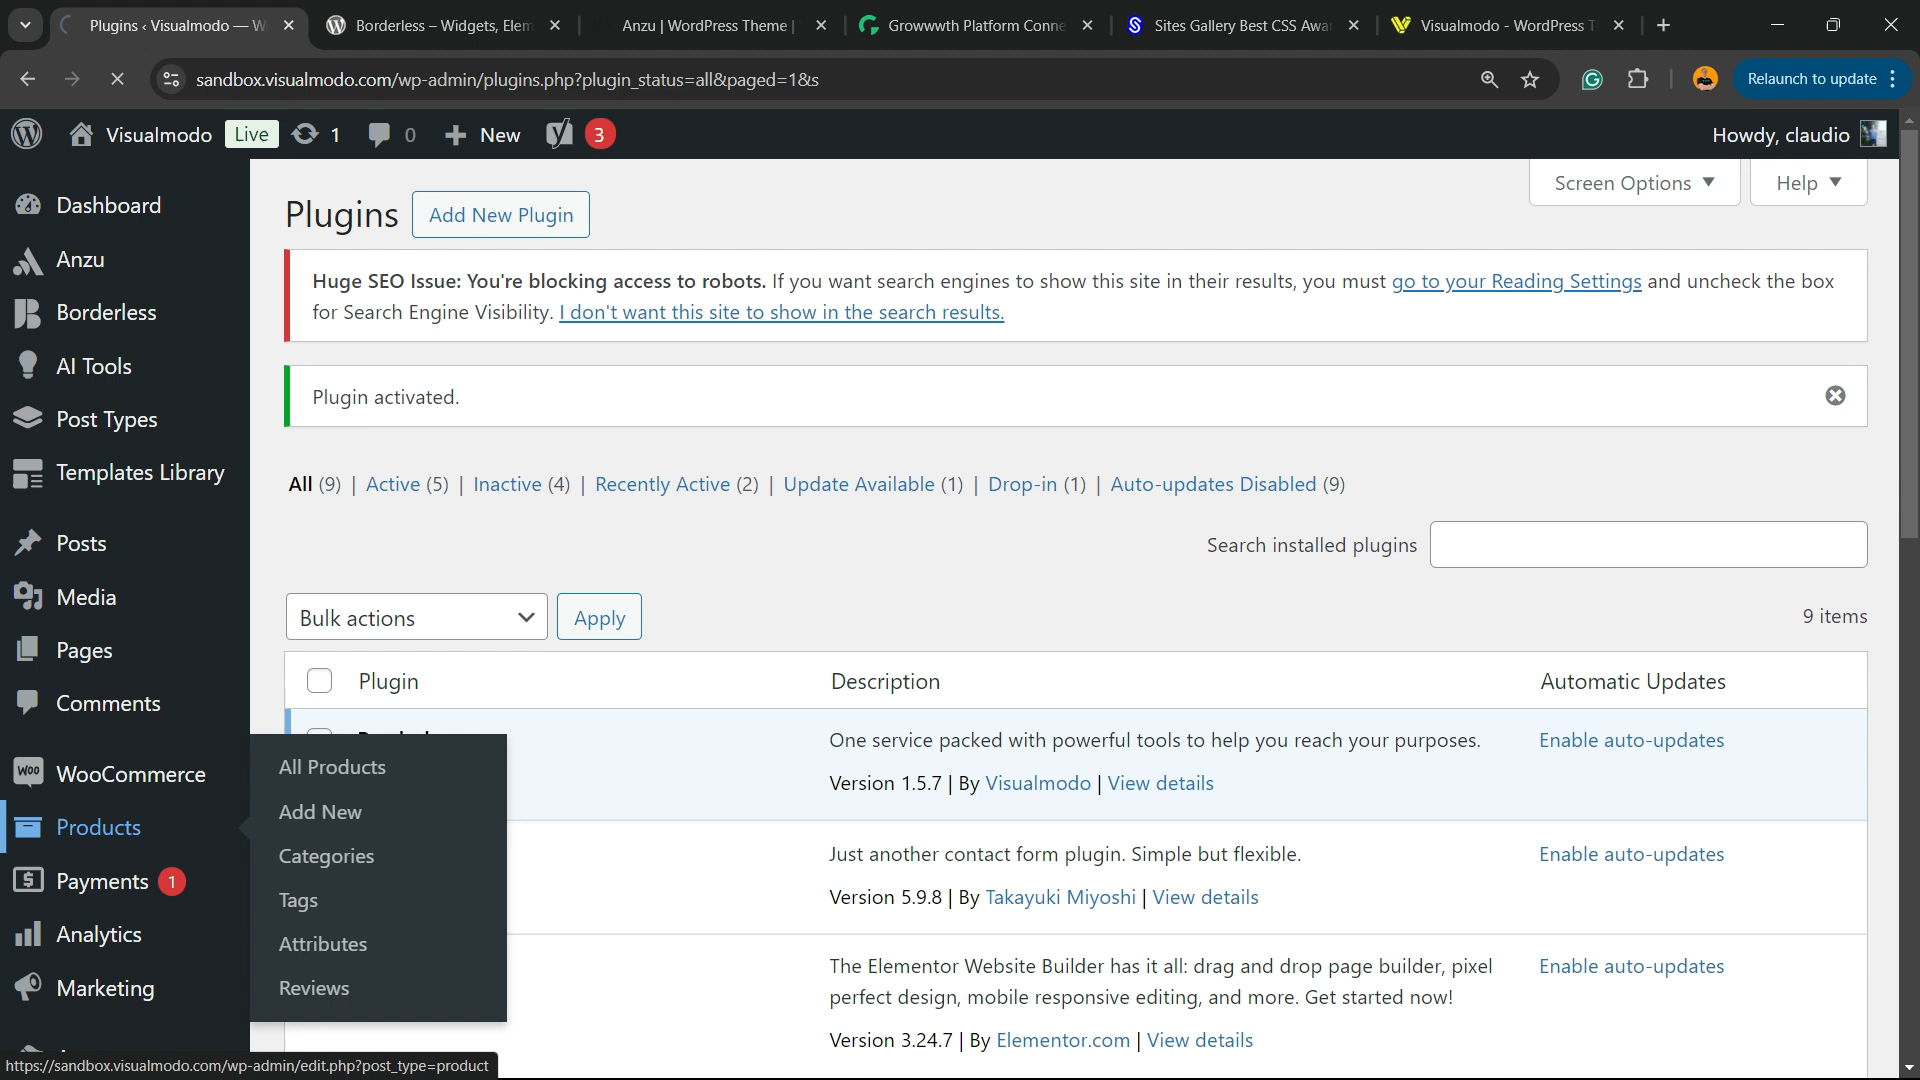 Plugins ‹ Visualmodo — W
Borderless – Widgets, Elem
Anzu | WordPress Theme |
Growwwth Platform Conne
Sites Gallery Best CSS Awa
Visualmodo - WordPress T
sandbox.visualmodo.com/wp-admin/plugins.php?plugin_status=all&paged=1&s
Relaunch to update
Visualmodo
Live
1
0
New
3
Howdy, claudio
Dashboard
Anzu
Borderless
AI Tools
Post Types
Templates Library
Posts
Media
Pages
Comments
Woo
WooCommerce
Products
Payments
1
Analytics
Marketing
All Products
Add New
Categories
Tags
Attributes
Reviews
Screen Options
Help
Plugins
Add New Plugin
Huge SEO Issue: You're blocking access to robots. If you want search engines to show this site in their results, you must go to your Reading Settings and uncheck the box
for Search Engine Visibility. I don't want this site to show in the search results.
Plugin activated.
All (9) | Active (5) | Inactive (4) | Recently Active (2) | Update Available (1) | Drop-in (1) | Auto-updates Disabled (9)
Search installed plugins
Bulk actions
Apply
9 items
Plugin
Description
Automatic Updates
One service packed with powerful tools to help you reach your purposes.
Enable auto-updates
Version 1.5.7 | By Visualmodo | View details
Just another contact form plugin. Simple but flexible.
Enable auto-updates
Version 5.9.8 | By Takayuki Miyoshi | View details
The Elementor Website Builder has it all: drag and drop page builder, pixel
perfect design, mobile responsive editing, and more. Get started now!
Enable auto-updates
Version 3.24.7 | By Elementor.com | View details
https://sandbox.visualmodo.com/wp-admin/edit.php?post_type=product